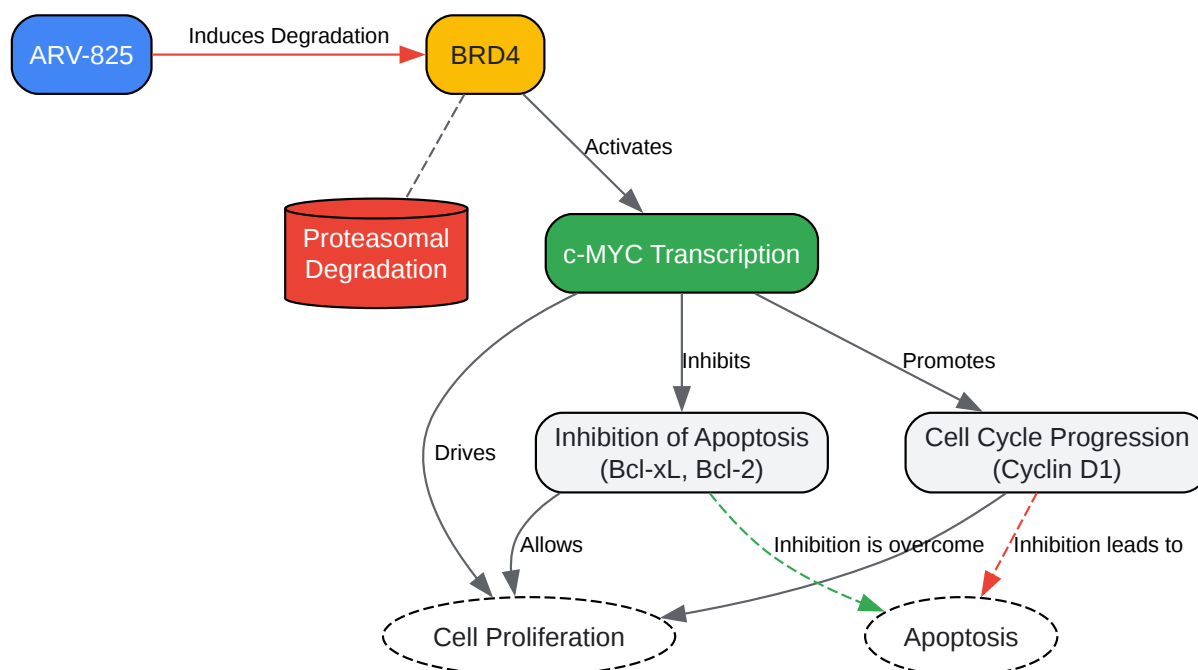 ARV-825
Induces Degradation
BRD4
Activates
Proteasomal
Degradation
c-MYC Transcription
Inhibits
Promotes
Drives
Inhibition of Apoptosis
(Bcl-xL, Bcl-2)
Cell Cycle Progression
(Cyclin D1)
Allows
Inhibition is overcome
Inhibition leads to
Cell Proliferation
Apoptosis